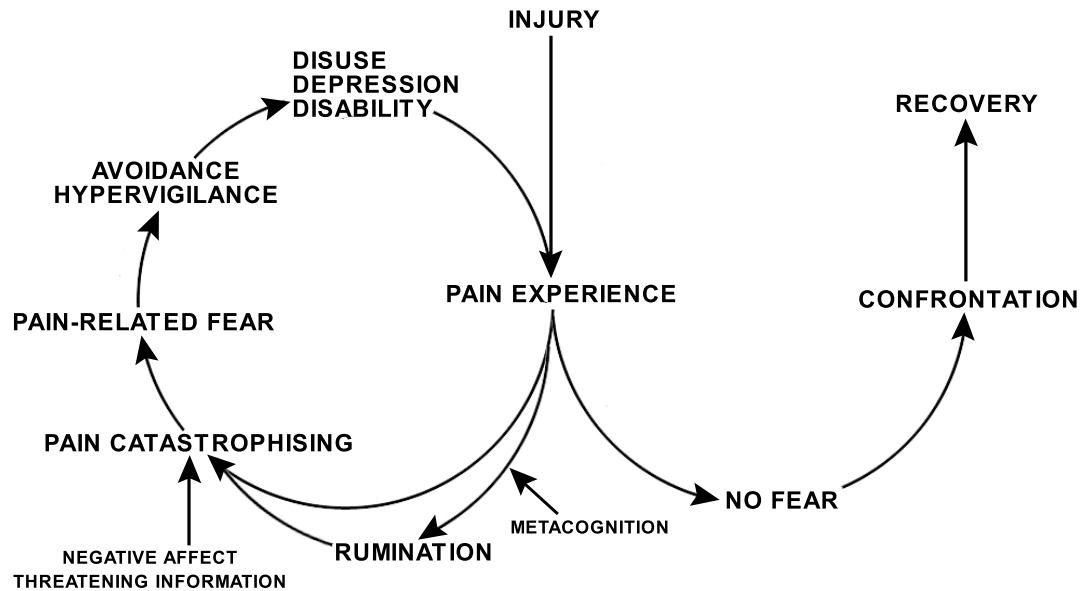 INJURY
DISUSE
DEPRESSION
DISABILITY
RECOVERY
AVOIDANCE
HYPERVIGILANCE
PAIN EXPERIENCE
CONFRONTATION
PAIN-RELATED FEAR
PAIN CATASTROPHISING
NO FEAR
METACOGNITION
RUMINATION
NEGATIVE AFFECT
THREATENING INFORMATION